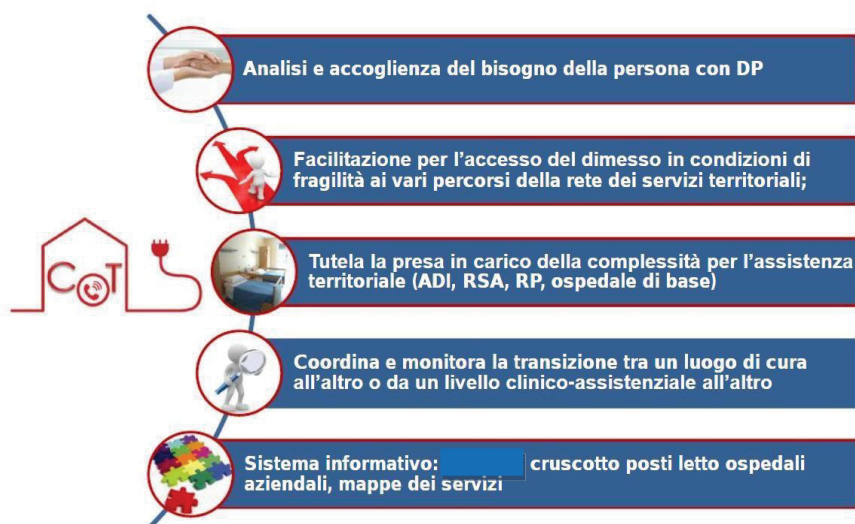 Analisi e accoglienza del bisogno della persona con DP
Facilitazione per l'accesso del dimesso in condizioni di
fragilità ai vari percorsi della rete dei servizi territoriali;
COT
Tutela la presa in carico della complessità per l'assistenza
territoriale (ADI, RSA, RP, ospedale di base)
Coordina e monitora la transizione tra un luogo di cura
all'altro o da un livello clinico-assistenziale all'altro
Sistema informativo: cruscotto posti letto ospedali
aziendali, mappe dei servizi